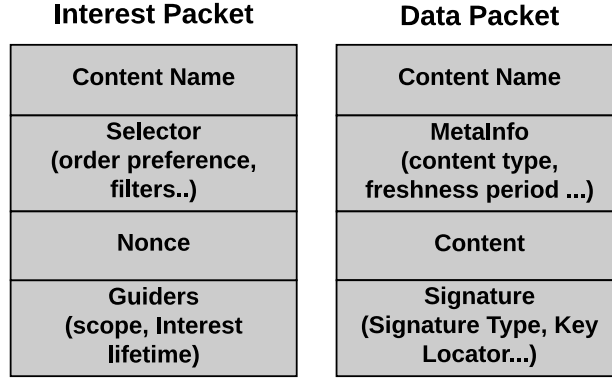 Interest Packet
Content Name
Selector
(order preference,
filters..)
Nonce
Guiders
(scope, Interest
lifetime)
Data Packet
Content Name
MetaInfo
(content type,
freshness period ...)
Content
Signature
(Signature Type, Key
Locator...)